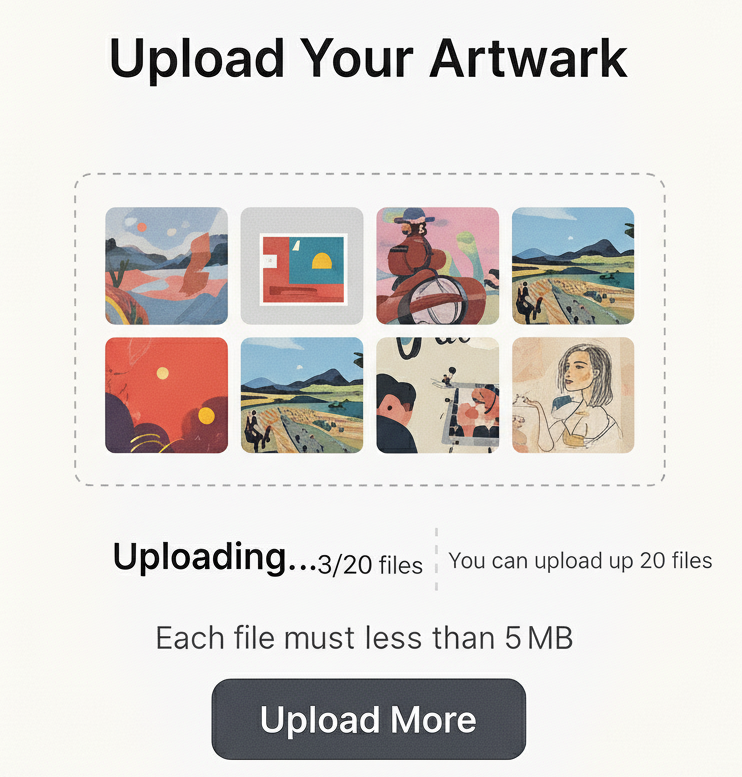 Upload Your Artwark
Uploading...3/20 files
You can upload up 20 files
Each file must less than 5 MB
Upload More